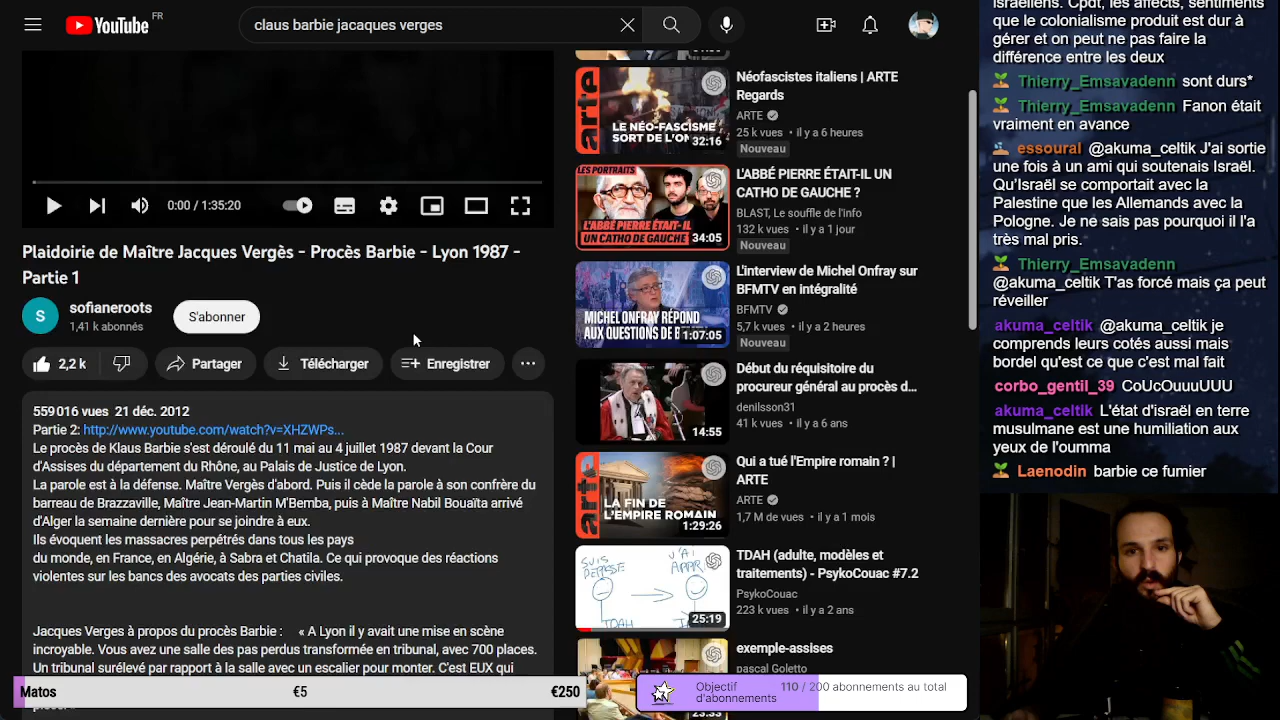 YouTube FR
claus barbie jacaques verges
0:00 / 1:35:20
Plaidoirie de Maître Jacques Vergès - Procès Barbie - Lyon 1987 -
Partie 1
S
sofianeroots
1,41 k abonnés
S'abonner
2,2 k
Partager
Télécharger
Enregistrer
559 016 vues 21 déc. 2012
Partie 2: http://www.youtube.com/watch?v=XHZWPs...
Le procès de Klaus Barbie s'est déroulé du 11 mai au 4 juillet 1987 devant la Cour
d'Assises du département du Rhône, au Palais de Justice de Lyon.
La parole est à la défense. Maître Vergès d'abord. Puis il cède la parole à son confrère du
bureau de Brazzaville, Maître Jean-Martin M'Bemba, puis à Maître Nabil Bouaïta arrivé
d'Alger la semaine dernière pour se joindre à eux.
Ils évoquent les massacres perpétrés dans tous les pays
du monde, en France, en Algérie, à Sabra et Chatila. Ce qui provoque des réactions
violentes sur les bancs des avocats des parties civiles.
Jacques Verges à propos du procès Barbie : « A Lyon il y avait une mise en scène
incroyable. Vous avez une salle des pas perdus transformée en tribunal, avec 700 places.
Un tribunal surélevé par rapport à la salle avec un escalier pour monter. C'est EUX qui
Matos
€5
€250
arte
LE NÉO-FASCISME
SORT DE L'O
32:16
Néofascistes italiens | ARTE
Regards
ARTE
25 k vues • il y a 6 heures
Nouveau
LES PORTRAITS
L'ABBÉ PIERRE ÉTAIT-IL
UN CATHO DE GAUCHE
34:05
L'ABBÉ PIERRE ÉTAIT-IL UN
CATHO DE GAUCHE ?
BLAST, Le souffle de l'info
132 k vues • il y a 1 jour
Nouveau
MICHEL ONFRAY RÉPOND
AUX QUESTIONS DE B
1:07:05
L'interview de Michel Onfray sur
BFMTV en intégralité
BFMTV
5,7 k vues • il y a 2 heures
Nouveau
14:55
Début du réquisitoire du
procureur général au procès d...
denilsson31
41 k vues • il y a 6 ans
arte
LA FIN DE
L'EMPIRE ROMAIN
1:29:26
Qui a tué l'Empire romain ? |
ARTE
ARTE
1,7 M de vues • il y a 1 mois
SUIS
DÉPASSÉ
J'AI
APPRI
TDAH
25:19
TDAH (adulte, modèles et
traitements) - PsykoCouac #7.2
PsykoCouac
223 k vues • il y a 2 ans
exemple-assises
pascal Goletto
23:33
Objectif
d'abonnements
110 / 200 abonnements au total
Israéliens. Cpdt, les affects, sentiments
que le colonialisme produit est dur à
gérer et on peut ne pas faire la
différence entre les deux
Thierry_Emsavadenn sont durs*
Thierry_Emsavadenn Fanon était
vraiment en avance
essoural @akuma_celtik J'ai sortie
une fois à un ami qui soutenais Israël.
Qu'Israël se comportait avec la
Palestine que les Allemands avec la
Pologne. Je ne sais pas pourquoi il l'a
très mal pris.
Thierry_Emsavadenn
@akuma_celtik T'as forcé mais ça peut
réveiller
akuma_celtik @akuma_celtik je
comprends leurs cotés aussi mais
bordel qu'est ce que c'est mal fait
corbo_gentil_39 CoUcOuuUUU
akuma_celtik L'état d'israël en terre
musulmane est une humiliation aux
yeux de l'oumma
Laenodin barbie ce fumier